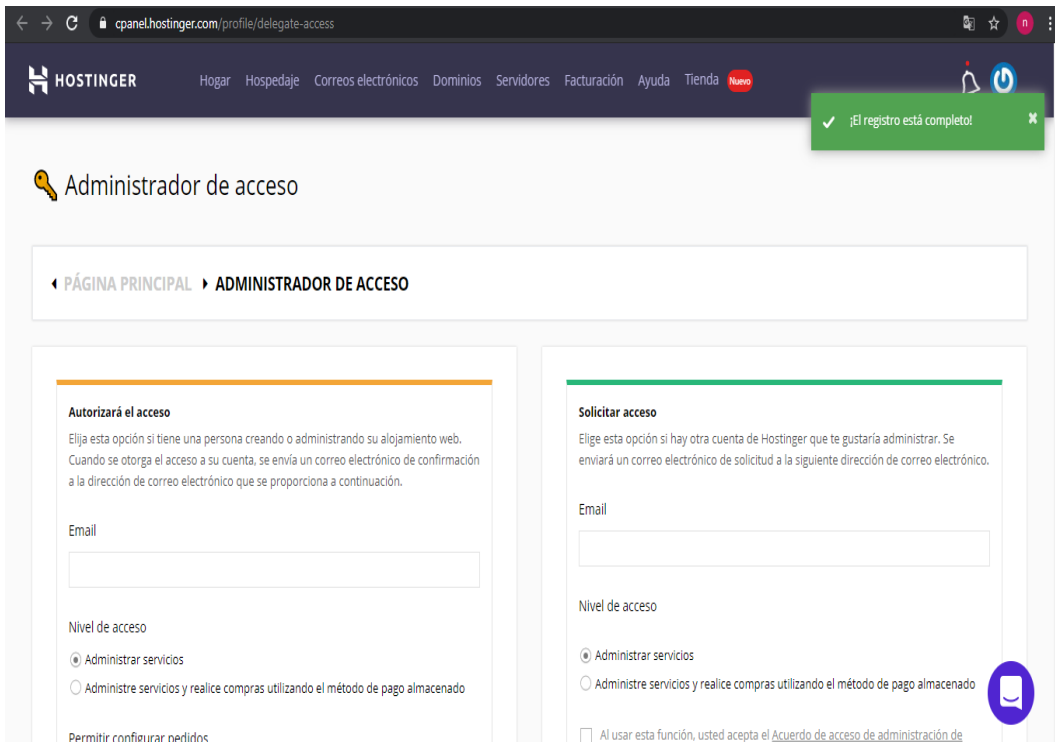 cpanel.hostinger.com/profile/delegate-access
n
HOSTINGER
Hogar Hospedaje Correos electrónicos Dominios Servidores Facturación Ayuda Tienda Nuevo
¡El registro está completo!
Administrador de acceso
PÁGINA PRINCIPAL ADMINISTRADOR DE ACCESO
Autorizará el acceso
Elija esta opción si tiene una persona creando o administrando su alojamiento web.
Cuando se otorga el acceso a su cuenta, se envía un correo electrónico de confirmación
a la dirección de correo electrónico que se proporciona a continuación.
Email
Nivel de acceso
Administrar servicios
Administre servicios y realice compras utilizando el método de pago almacenado
Permitir configurar pedidos
Solicitar acceso
Elige esta opción si hay otra cuenta de Hostinger que te gustaría administrar. Se
enviará un correo electrónico de solicitud a la siguiente dirección de correo electrónico.
Email
Nivel de acceso
Administrar servicios
Administre servicios y realice compras utilizando el método de pago almacenado
Al usar esta función, usted acepta el Acuerdo de acceso de administración de